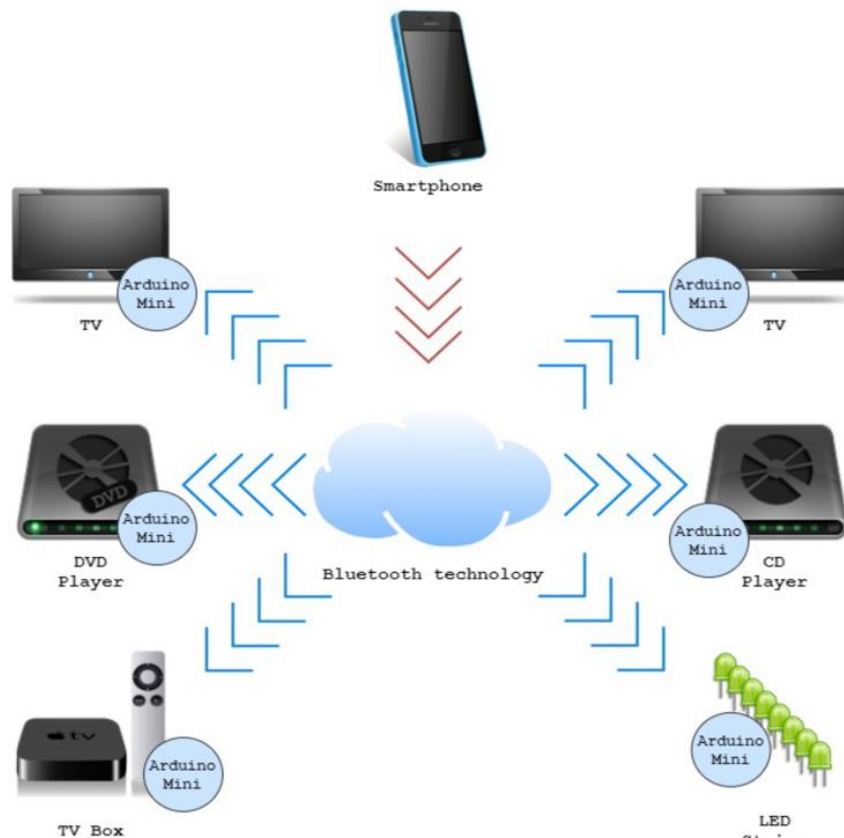 Smartphone
Arduino
Mini
TV
Arduino
Mini
TV
DVD
Arduino
Mini
DVD
Player
Arduino
Mini
CD
Player
Bluetooth technology
tv
Arduino
Mini
TV Box
Arduino
Mini
LED